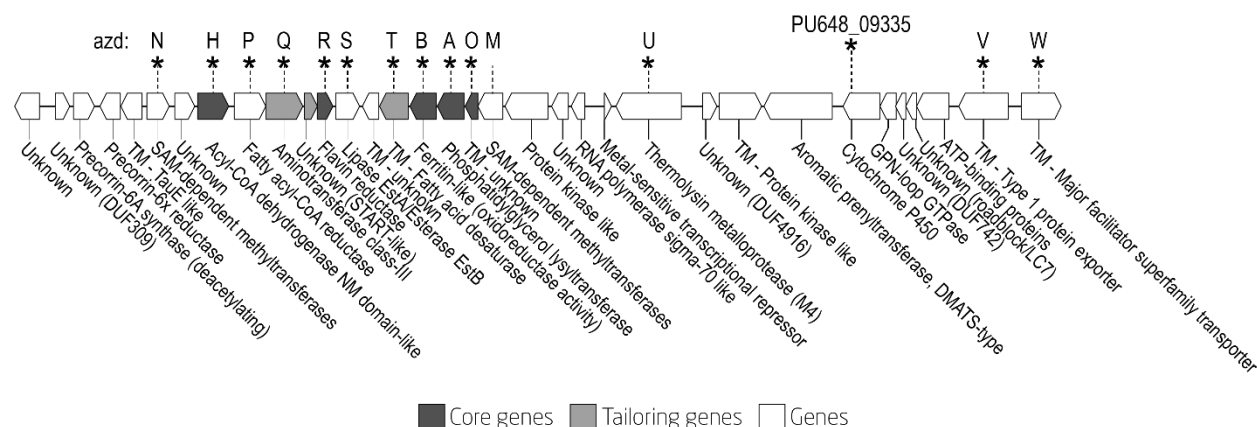 PU648_09335
azd: N H P Q R S T B A O M U V W
* * * * * * * * * * * * * *
Unknown
Unknown (DUF309)
Precorrin-6A synthase (deacetylating)
Precorrin-6x reductase
TM - TauE like
SAM-dependent methyltransferases
Unknown
Acyl-CoA dehydrogenase NM domain-like
Fatty acyl-CoA reductase
Aminotransferase class-III
Unknown (START-like)
Flavin reductase
Lipase EstA/Esterase EstB
TM - unknown
TM - Fatty acid desaturase
Ferritin-like (oxidoreductase activity)
Phosphatidylglycerol lysyltransferase
TM - unknown
SAM-dependent methyltransferases
Protein kinase like
Unknown
RNA polymerase sigma-70 like
Metal-sensitive transcriptional repressor
Thermolysin metalloprotease (M4)
Unknown (DUF4916)
TM - Protein kinase like
Aromatic prenyltransferase, DMATS-type
Cytochrome P450
GPN-loop GTPase
Unknown (DUF742)
Unknown (roadblock/LC7)
ATP-binding proteins
TM - Type 1 protein exporter
TM - Major facilitator superfamily transporter
Core genes Tailoring genes Genes